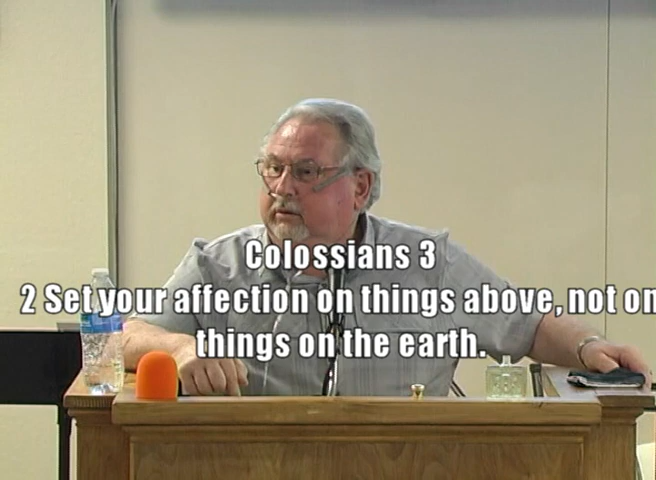 Colossians 3
2 Set your affection on things above, not on
things on the earth.